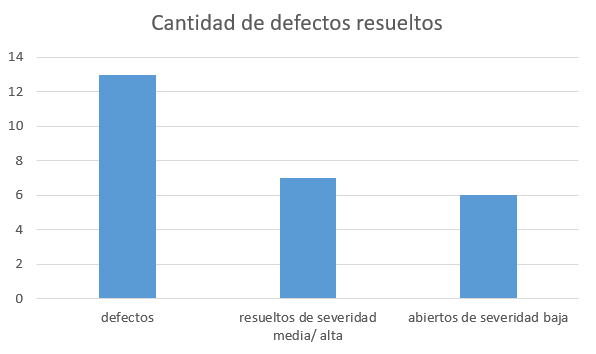 Cantidad de defectos resueltos
14
12
10
8
6
4
2
0
defectos
resueltos de severidad
media/ alta
abiertos de severidad baja